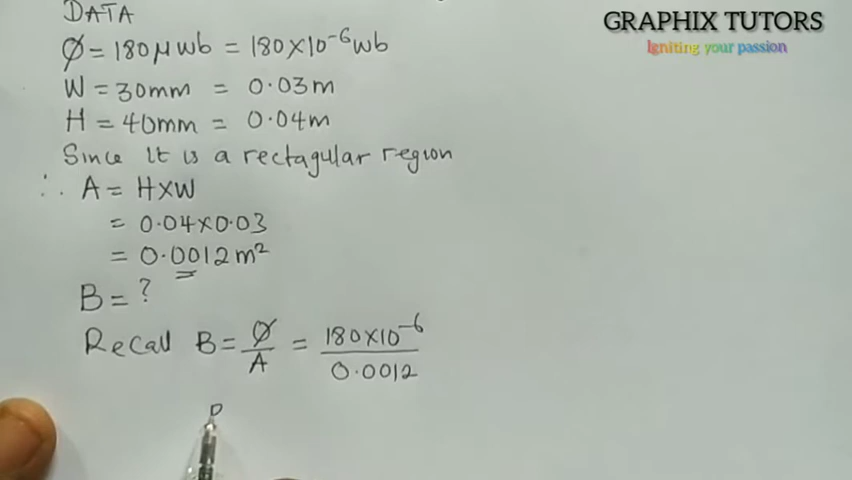 DATA
GRAPHIX TUTORS
Igniting your passion
Φ = 180μwb = 180×10⁻⁶wb
W = 30mm = 0.03m
H = 40mm = 0.04m
Since it is a rectagular region
∴ A = H×W
= 0.04×0.03
= 0.0012m²
B = ?
Recall B = Φ/A = 180×10⁻⁶/0.0012